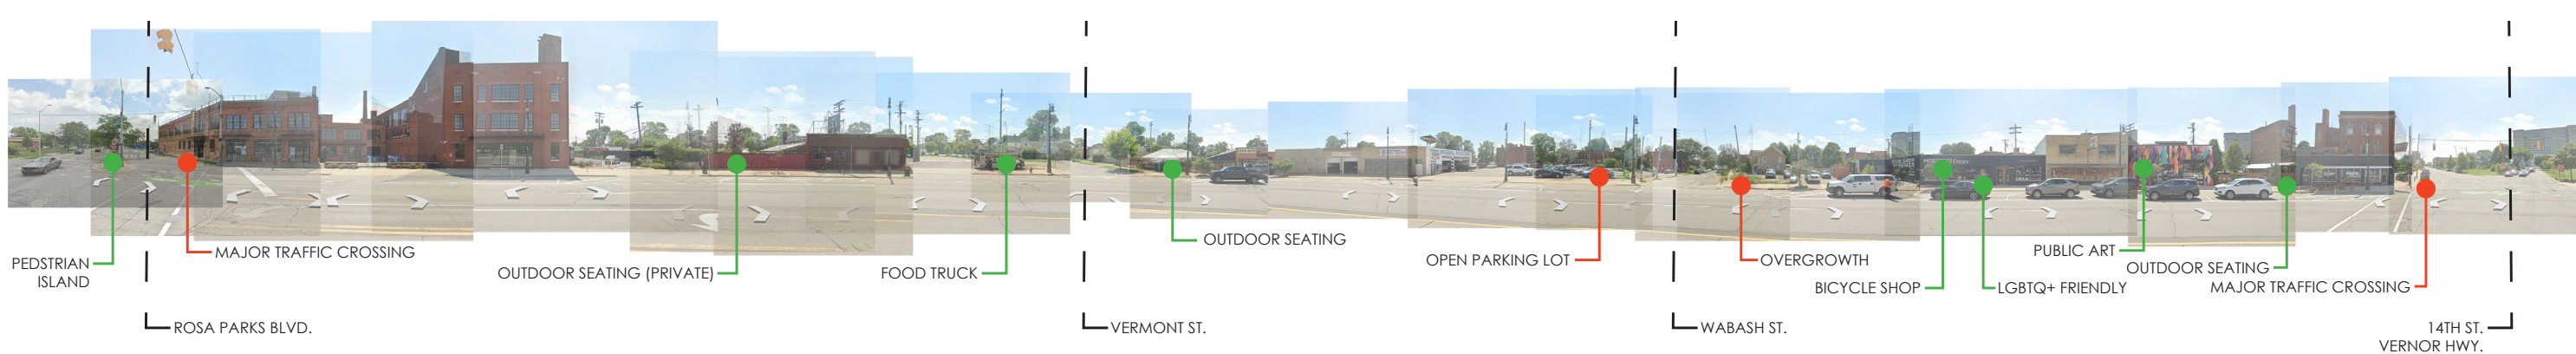 PEDSTRIAN
ISLAND
MAJOR TRAFFIC CROSSING
OUTDOOR SEATING (PRIVATE)
FOOD TRUCK
OUTDOOR SEATING
OPEN PARKING LOT
OVERGROWTH
BICYCLE SHOP
LGBTQ+ FRIENDLY
PUBLIC ART
OUTDOOR SEATING
MAJOR TRAFFIC CROSSING
ROSA PARKS BLVD.
VERMONT ST.
WABASH ST.
14TH ST.
VERNOR HWY.